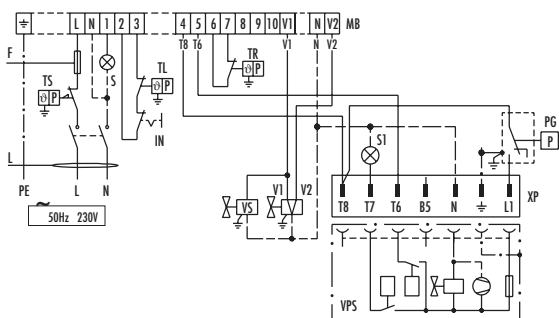 L N 1 2 3 4 5 6 7 8 9 10 V1 N V2 MB
T8 T6 V1 N V2
F
TS ϑ P
S
TL ϑ P
TR ϑ P
IN
L
PE L N
~
50Hz 230V
S1
PG
P
VS V1 V2
T8 T7 T6 B5 N L1 XP
VPS